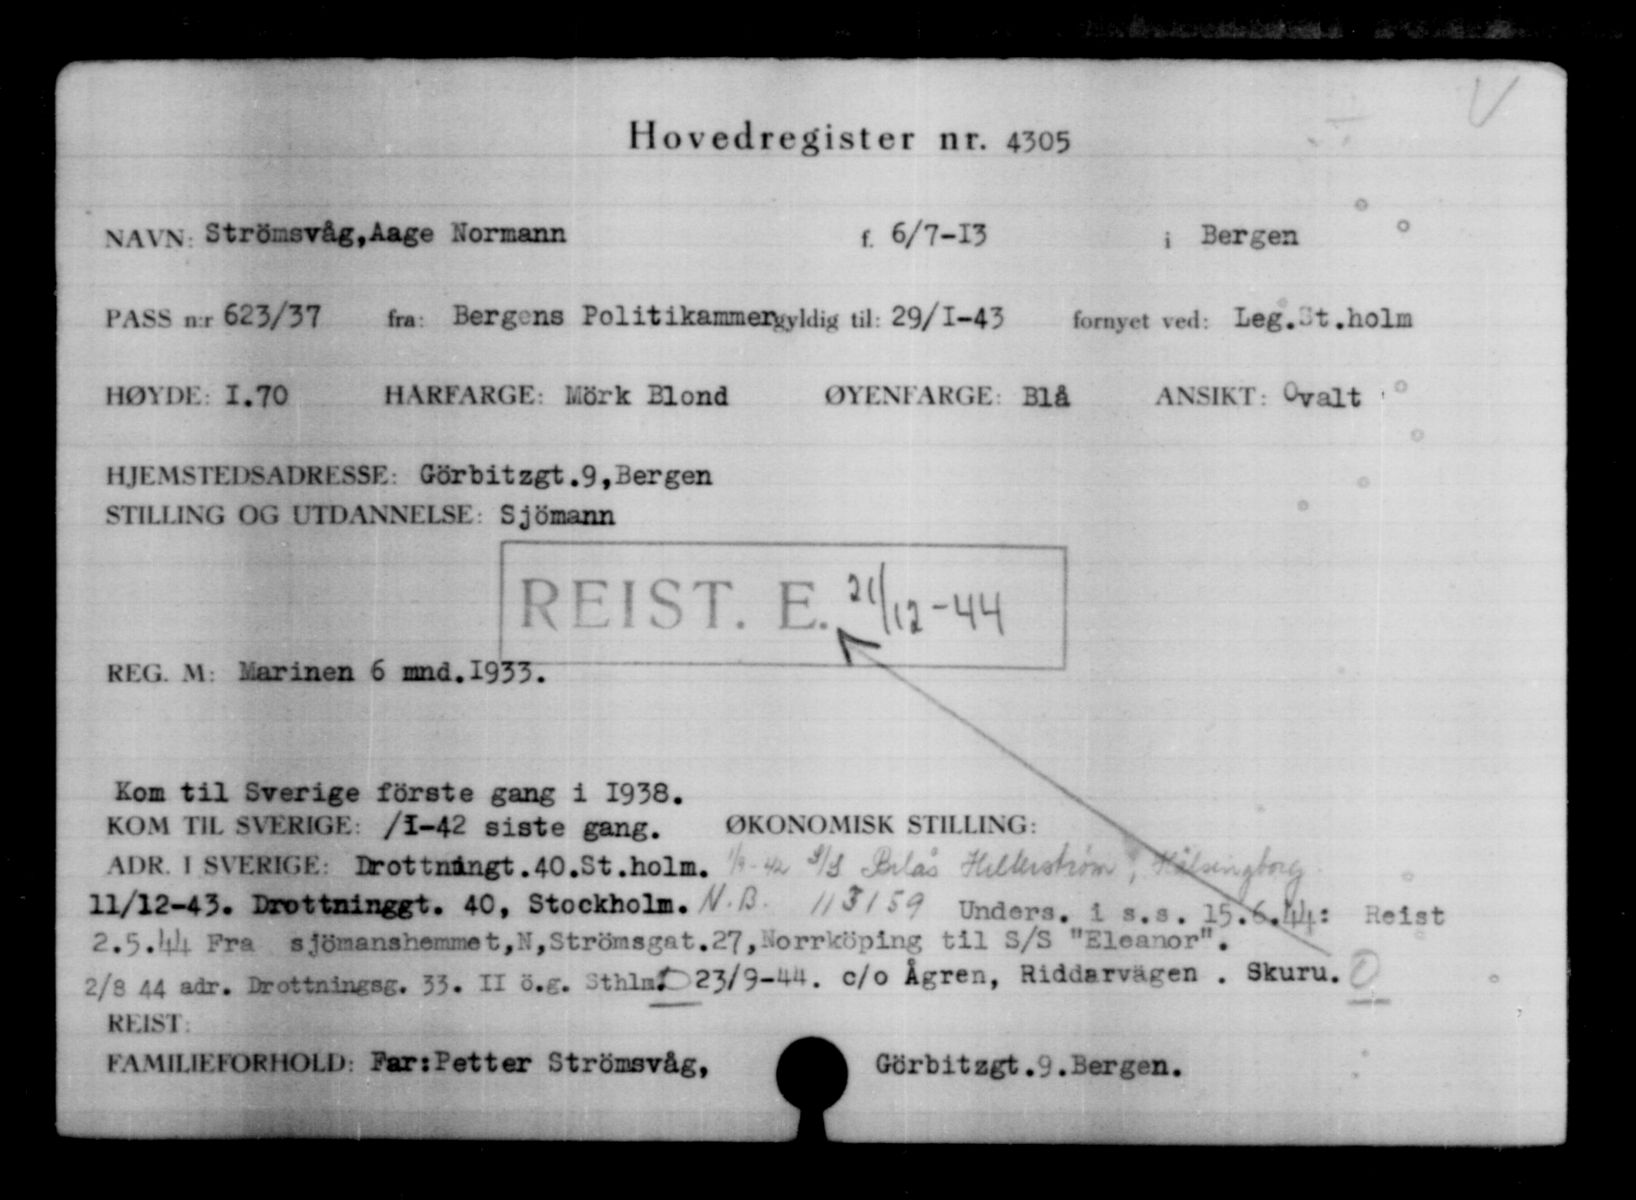 V
Hovedregister nr. 4305
NAVN: Strömsvåg,Aage Normann f. 6/7-I3 i Bergen
PASS n:r 623/37 fra: Bergens Politikammer gyldig til: 29/I-43 fornyet ved: Leg.St.holm
HØYDE: I.70 HÅRFARGE: Mörk Blond ØYENFARGE: Blå ANSIKT: Ovalt
HJEMSTEDSADRESSE: Görbitzgt.9,Bergen
STILLING OG UTDANNELSE: Sjömann
REIST. E. 21/12-44
REG. M: Marinen 6 mnd.I933.
Kom til Sverige förste gang i I938.
KOM TIL SVERIGE: /I-42 siste gang. ØKONOMISK STILLING:
ADR. I SVERIGE: Drottningt.40.St.holm. S/S Hälsingborg
11/12-43. Drottninggt. 40, Stockholm. N.B. 113159 Unders. i s.s. 15.6.44: Reist
2.5.44 Fra sjömanshemmet,N,Strömsgat.27,Norrköping til S/S "Eleanor".
2/8 44 adr. Drottningsg. 33. II ö.g. Sthlm. 23/9-44. c/o Ågren, Riddarvägen . Skuru.
REIST:
FAMILIEFORHOLD: Far:Petter Strömsvåg, Görbitzgt.9.Bergen.